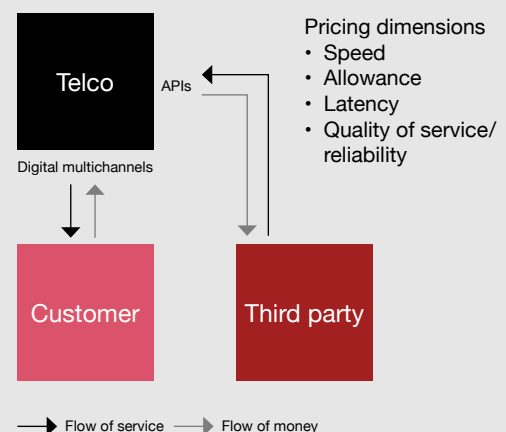 Telco
APIs
Digital multichannels
Customer
Third party
Pricing dimensions
• Speed
• Allowance
• Latency
• Quality of service/
reliability
Flow of service
Flow of money